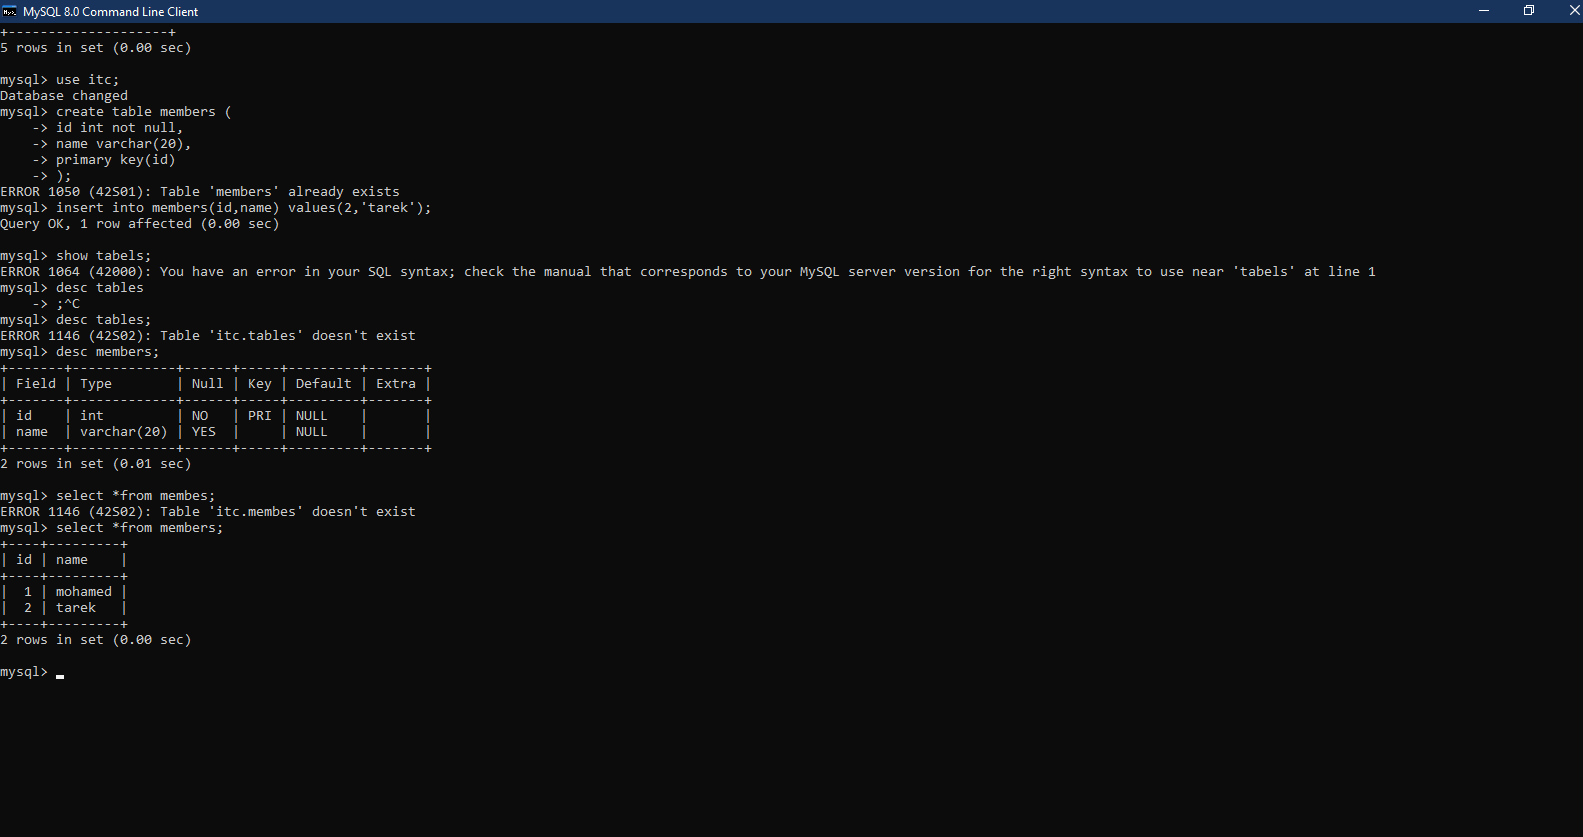 MySQL 8.0 Command Line Client
+--------------------+
5 rows in set (0.00 sec)

mysql> use itc;
Database changed
mysql> create table members (
    -> id int not null,
    -> name varchar(20),
    -> primary key(id)
    -> );
ERROR 1050 (42S01): Table 'members' already exists
mysql> insert into members(id,name) values(2,'tarek');
Query OK, 1 row affected (0.00 sec)

mysql> show tabels;
ERROR 1064 (42000): You have an error in your SQL syntax; check the manual that corresponds to your MySQL server version for the right syntax to use near 'tabels' at line 1
mysql> desc tables
    -> ;^C
mysql> desc tables;
ERROR 1146 (42S02): Table 'itc.tables' doesn't exist
mysql> desc members;
+-------+-------------+------+-----+---------+-------+
| Field | Type        | Null | Key | Default | Extra |
+-------+-------------+------+-----+---------+-------+
| id    | int         | NO   | PRI | NULL    |       |
| name  | varchar(20) | YES  |     | NULL    |       |
+-------+-------------+------+-----+---------+-------+
2 rows in set (0.01 sec)

mysql> select *from membes;
ERROR 1146 (42S02): Table 'itc.membes' doesn't exist
mysql> select *from members;
+----+---------+
| id | name    |
+----+---------+
|  1 | mohamed |
|  2 | tarek   |
+----+---------+
2 rows in set (0.00 sec)

mysql>